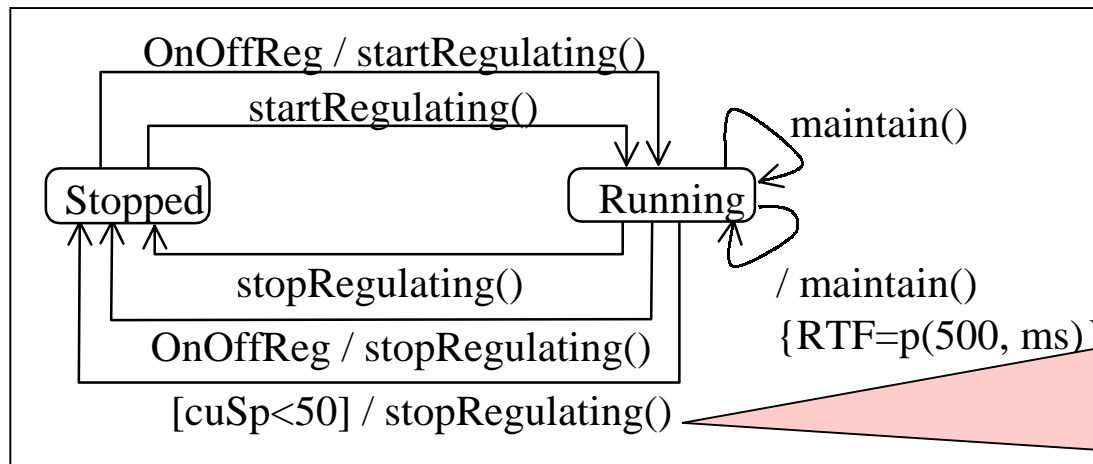 OnOffReg / startRegulating()
startRegulating()
maintain()
Stopped
Running
stopRegulating()
/ maintain()
OnOffReg / stopRegulating()
{RTF=p(500, ms)}
[cuSp<50] / stopRegulating()